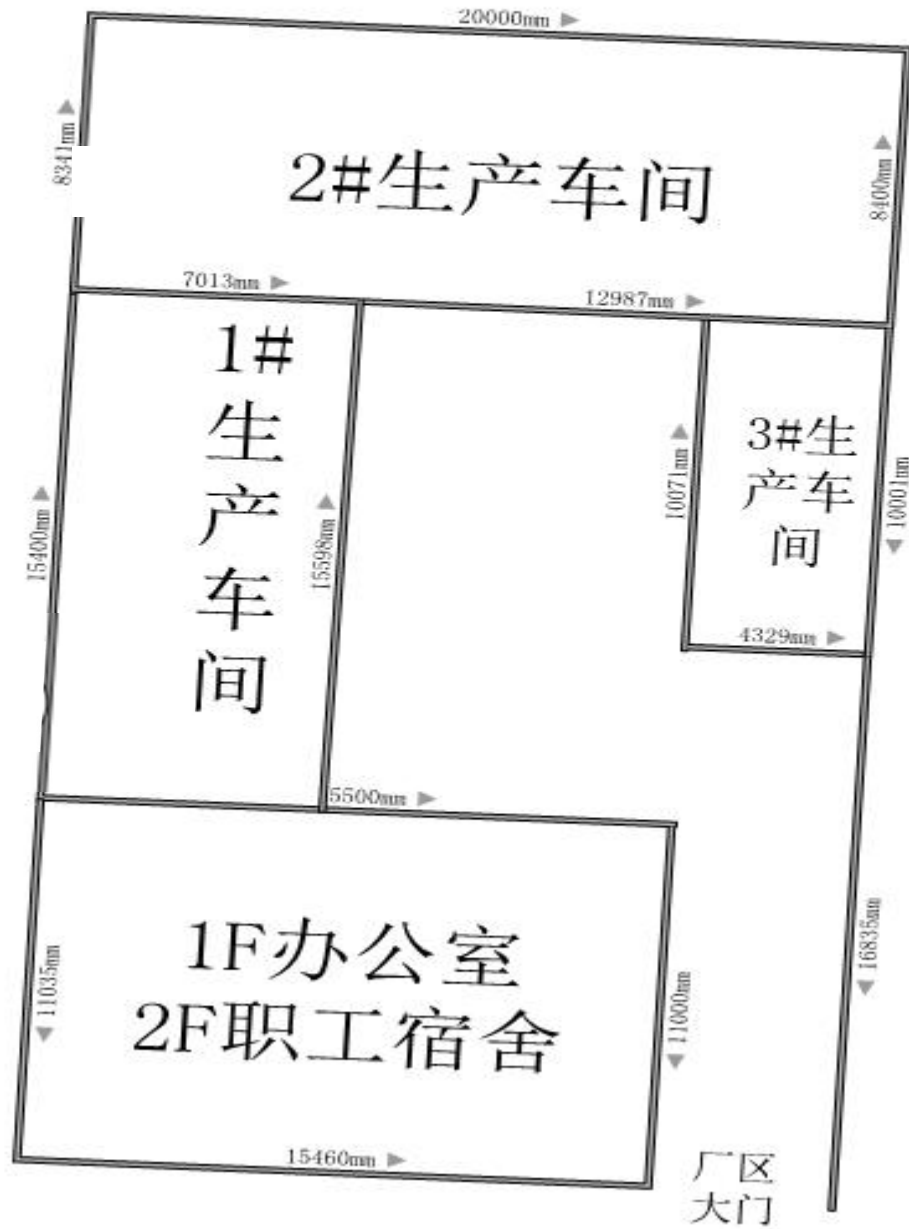 20000mm
8341mm
2#生产车间
8400mm
7013mm
12987mm
1#
生
产
车
间
15400mm
15598mm
10071mm
3#生
产车
间
10001mm
4329mm
5500mm
1F办公室
2F职工宿舍
11035mm
11000mm
16835mm
15460mm
厂区
大门